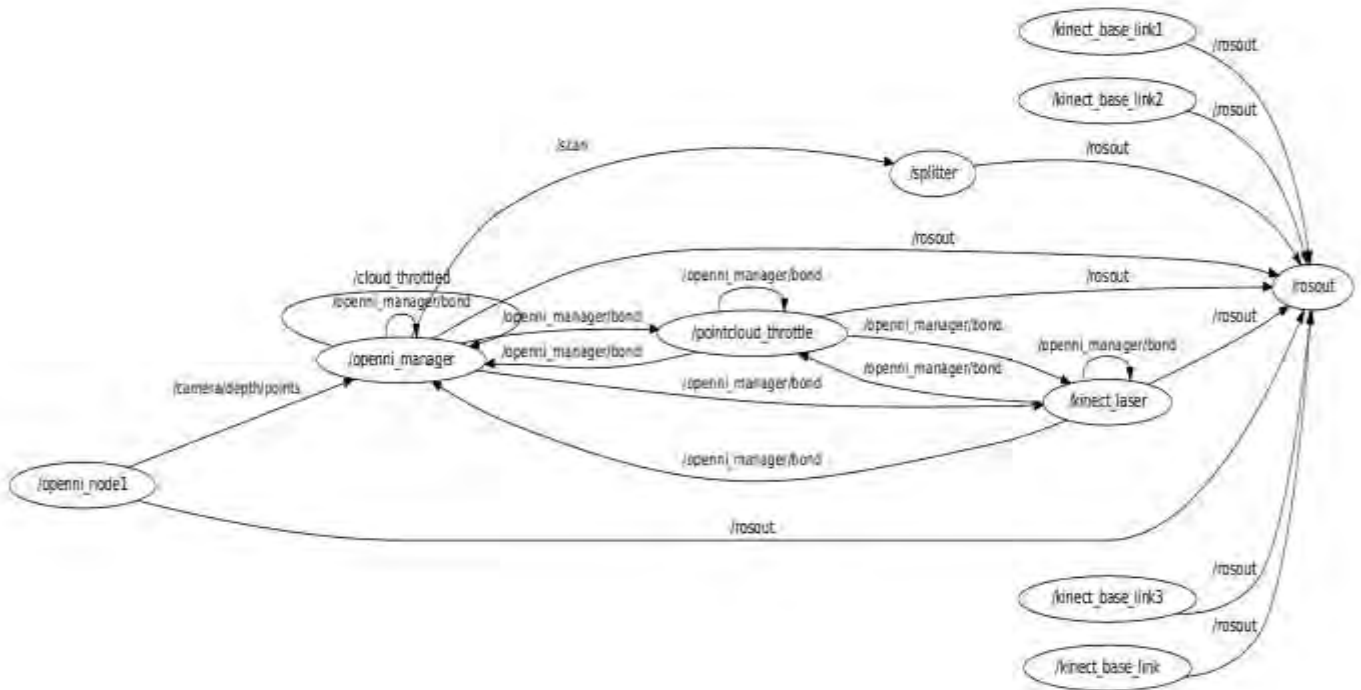 /kinect_base_link1
/rosout
/kinect_base_link2
/rosout
/scan
/rosout
/splitter
/rosout
/cloud_throttled
/openni_manager/bond
/openni_manager/bond
/rosout
/rosout
/openni_manager/bond
/pointcloud_throttle
/openni_manager/bond
/rosout
/openni_manager/bond
/openni_manager
/openni_manager/bond
/openni_manager/bond
/camera/depth/points
/openni_manager/bond
/kinect_laser
/openni_manager/bond
/openni_node1
/rosout
/rosout
/kinect_base_link3
/rosout
/kinect_base_link